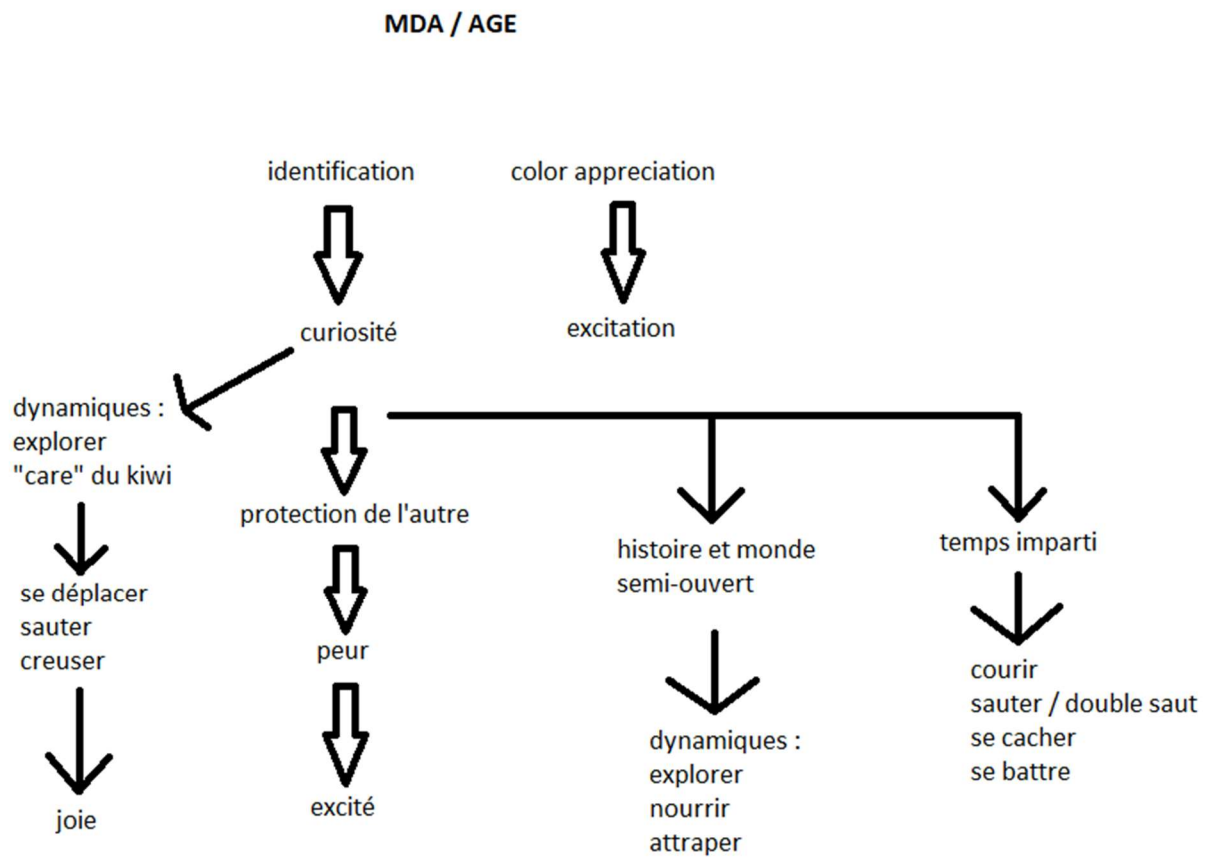 MDA / AGE
identification
color appreciation
curiosité
excitation
dynamiques :
explorer
"care" du kiwi
protection de l'autre
histoire et monde
semi-ouvert
temps imparti
se déplacer
sauter
creuser
peur
courir
sauter / double saut
se cacher
se battre
dynamiques :
explorer
nourrir
attraper
joie
excité